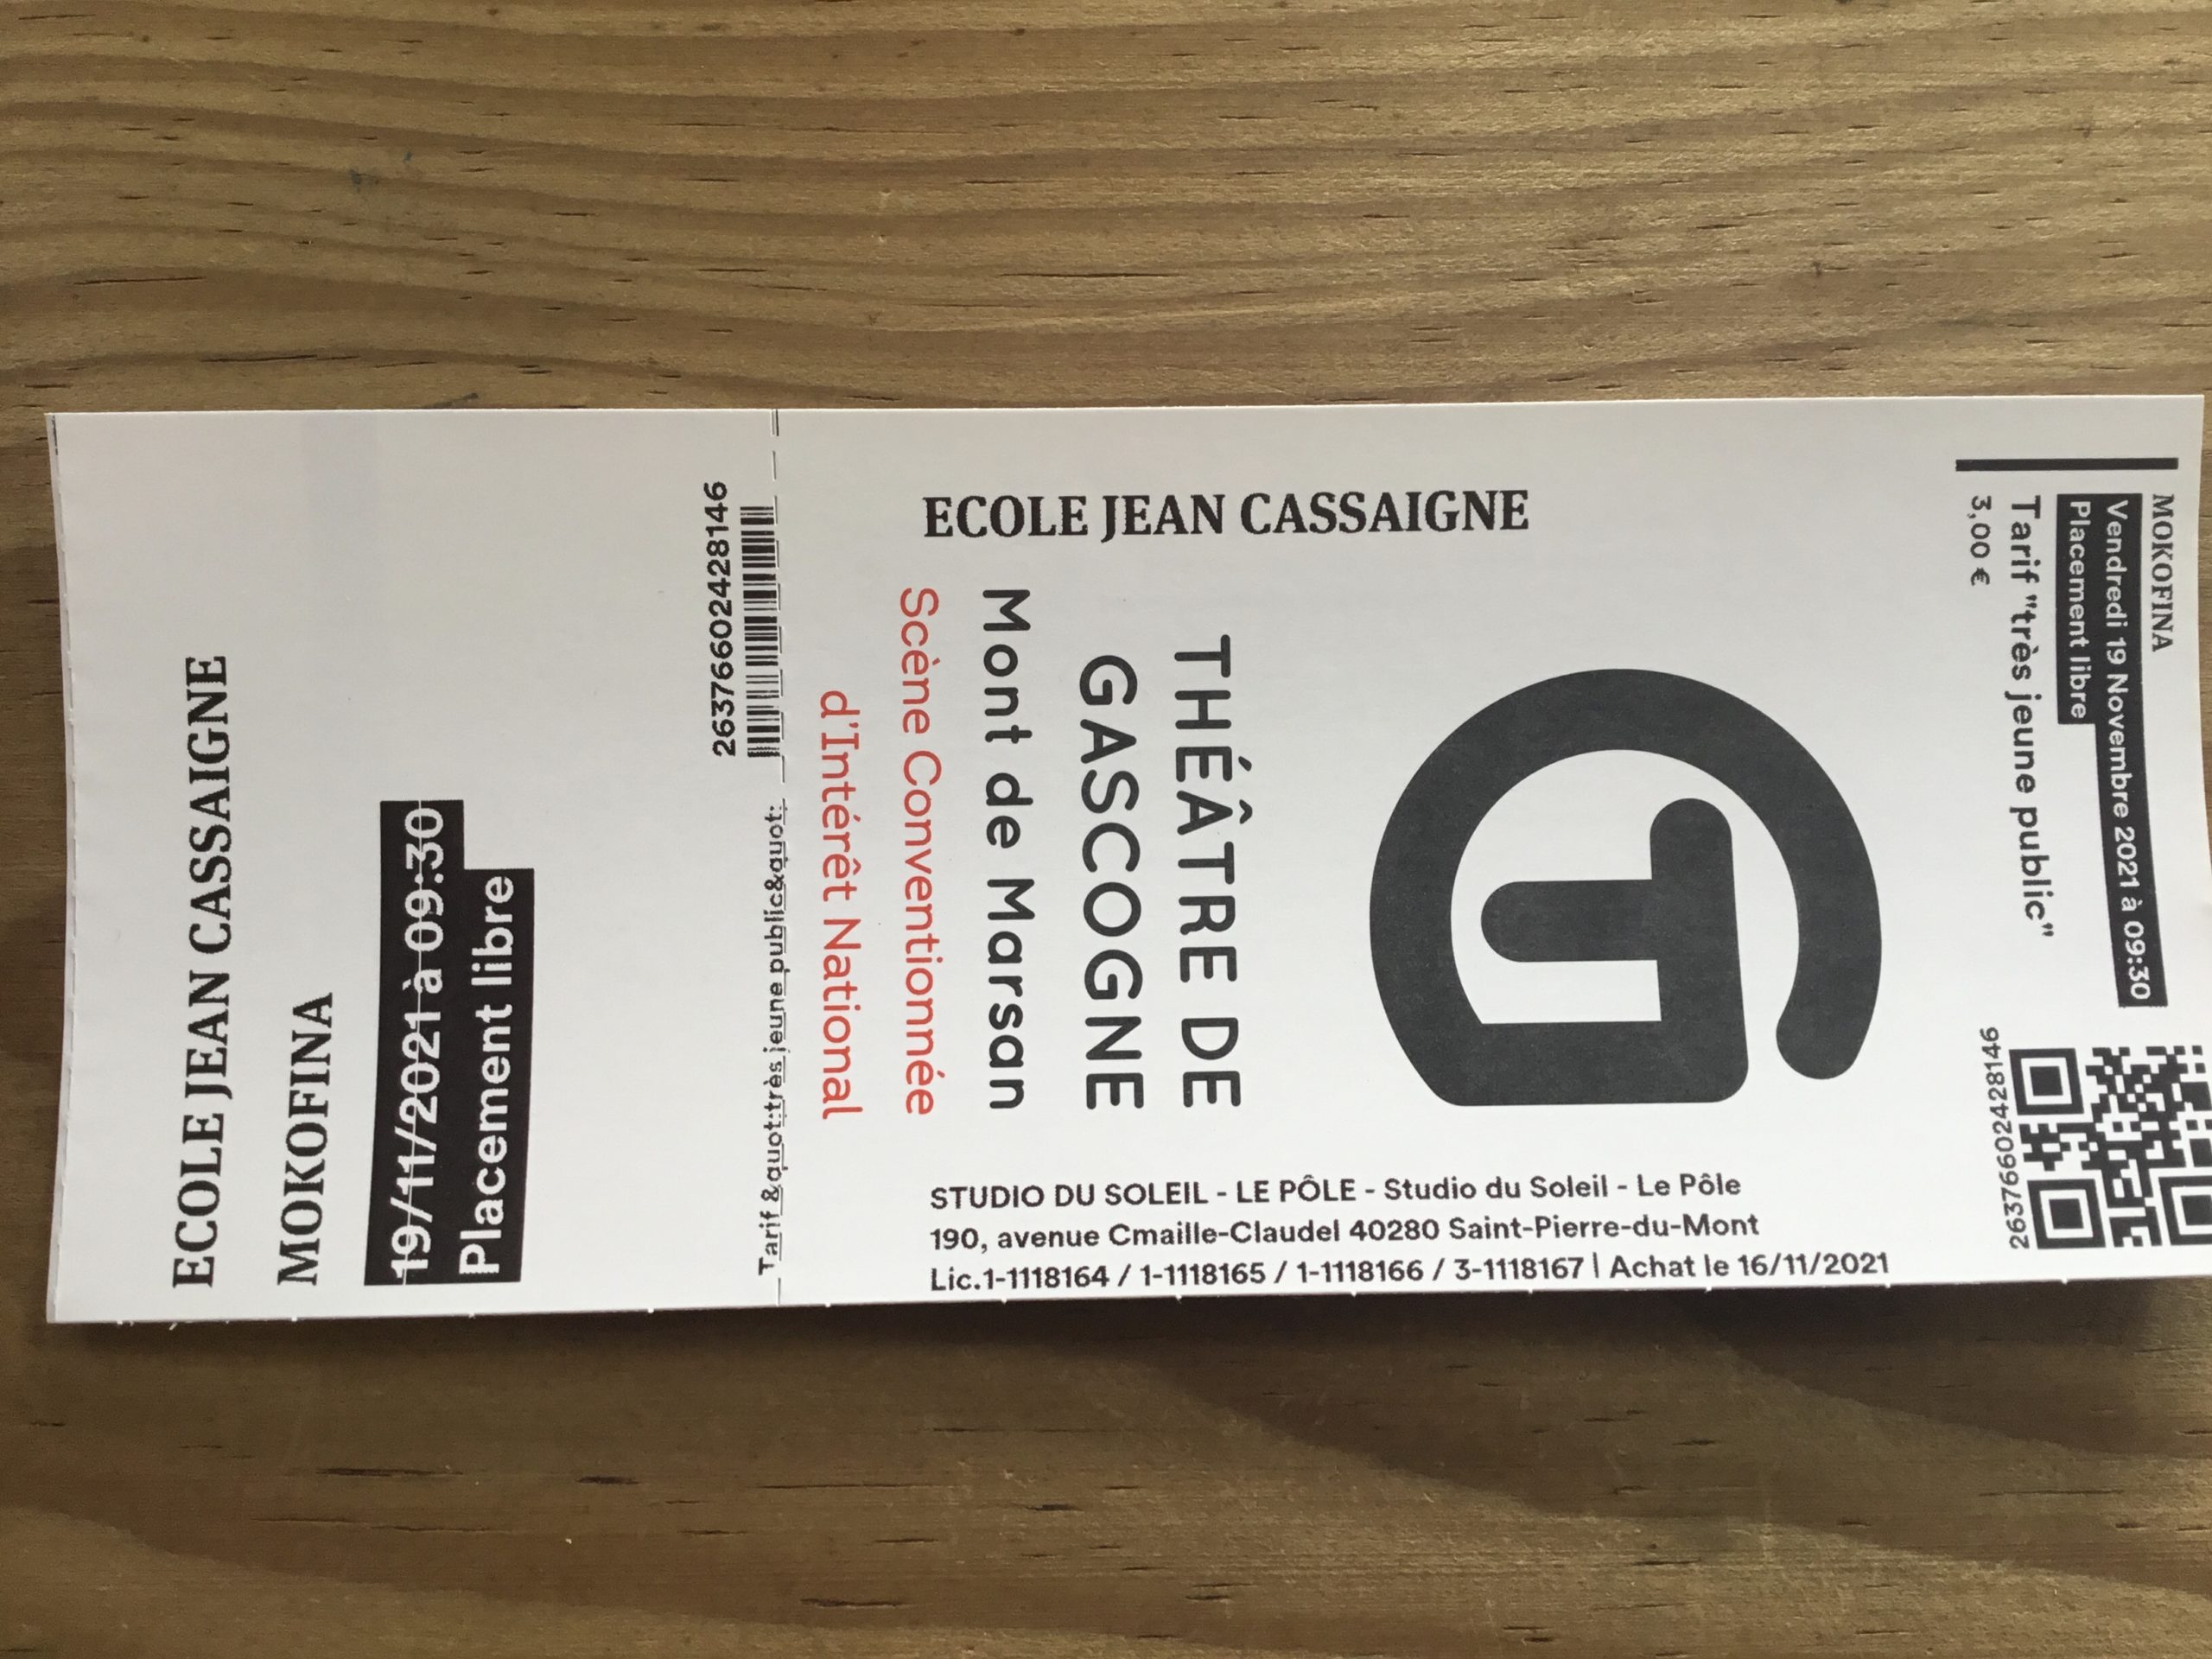 ECOLE JEAN CASSAIGNE
MOKOFINA
19/11/2021 à 09:30
Placement libre
263766024281​46
Tarif &quot;très jeune public&quot;
ECOLE JEAN CASSAIGNE
THÉÂTRE DE
GASCOGNE
Mont de Marsan
Scène Conventionnée
d'Intérêt National
STUDIO DU SOLEIL - LE PÔLE - Studio du Soleil - Le Pôle
190, avenue Cmaille-Claudel 40280 Saint-Pierre-du-Mont
Lic.1-1118164 / 1-1118165 / 1-1118166 / 3-1118167 | Achat le 16/11/2021
MOKOFINA
Vendredi 19 Novembre 2021 à 09:30
Placement libre
Tarif "très jeune public"
3,00 €
26376602428146